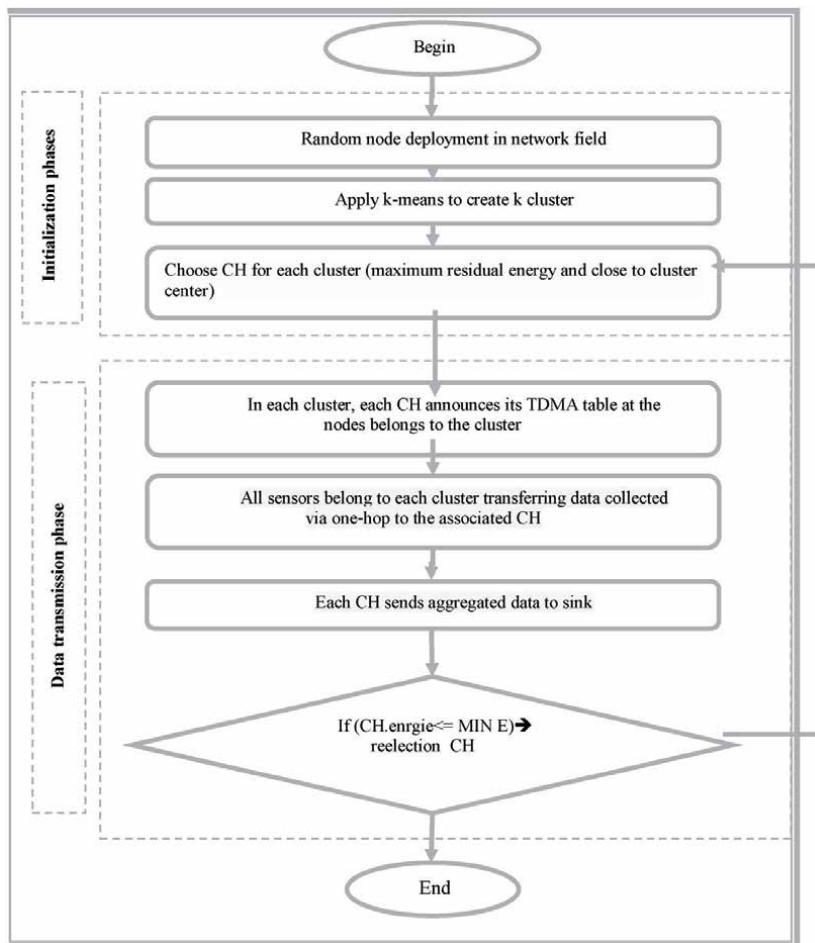 Begin
Initialization phases
Random node deployment in network field
Apply k-means to create k cluster
Choose CH for each cluster (maximum residual energy and close to cluster
center)
Data transmission phase
In each cluster, each CH announces its TDMA table at the
nodes belongs to the cluster
All sensors belong to each cluster transferring data collected
via one-hop to the associated CH
Each CH sends aggregated data to sink
If (CH.enrgie<= MIN E)➔
reelection CH
End